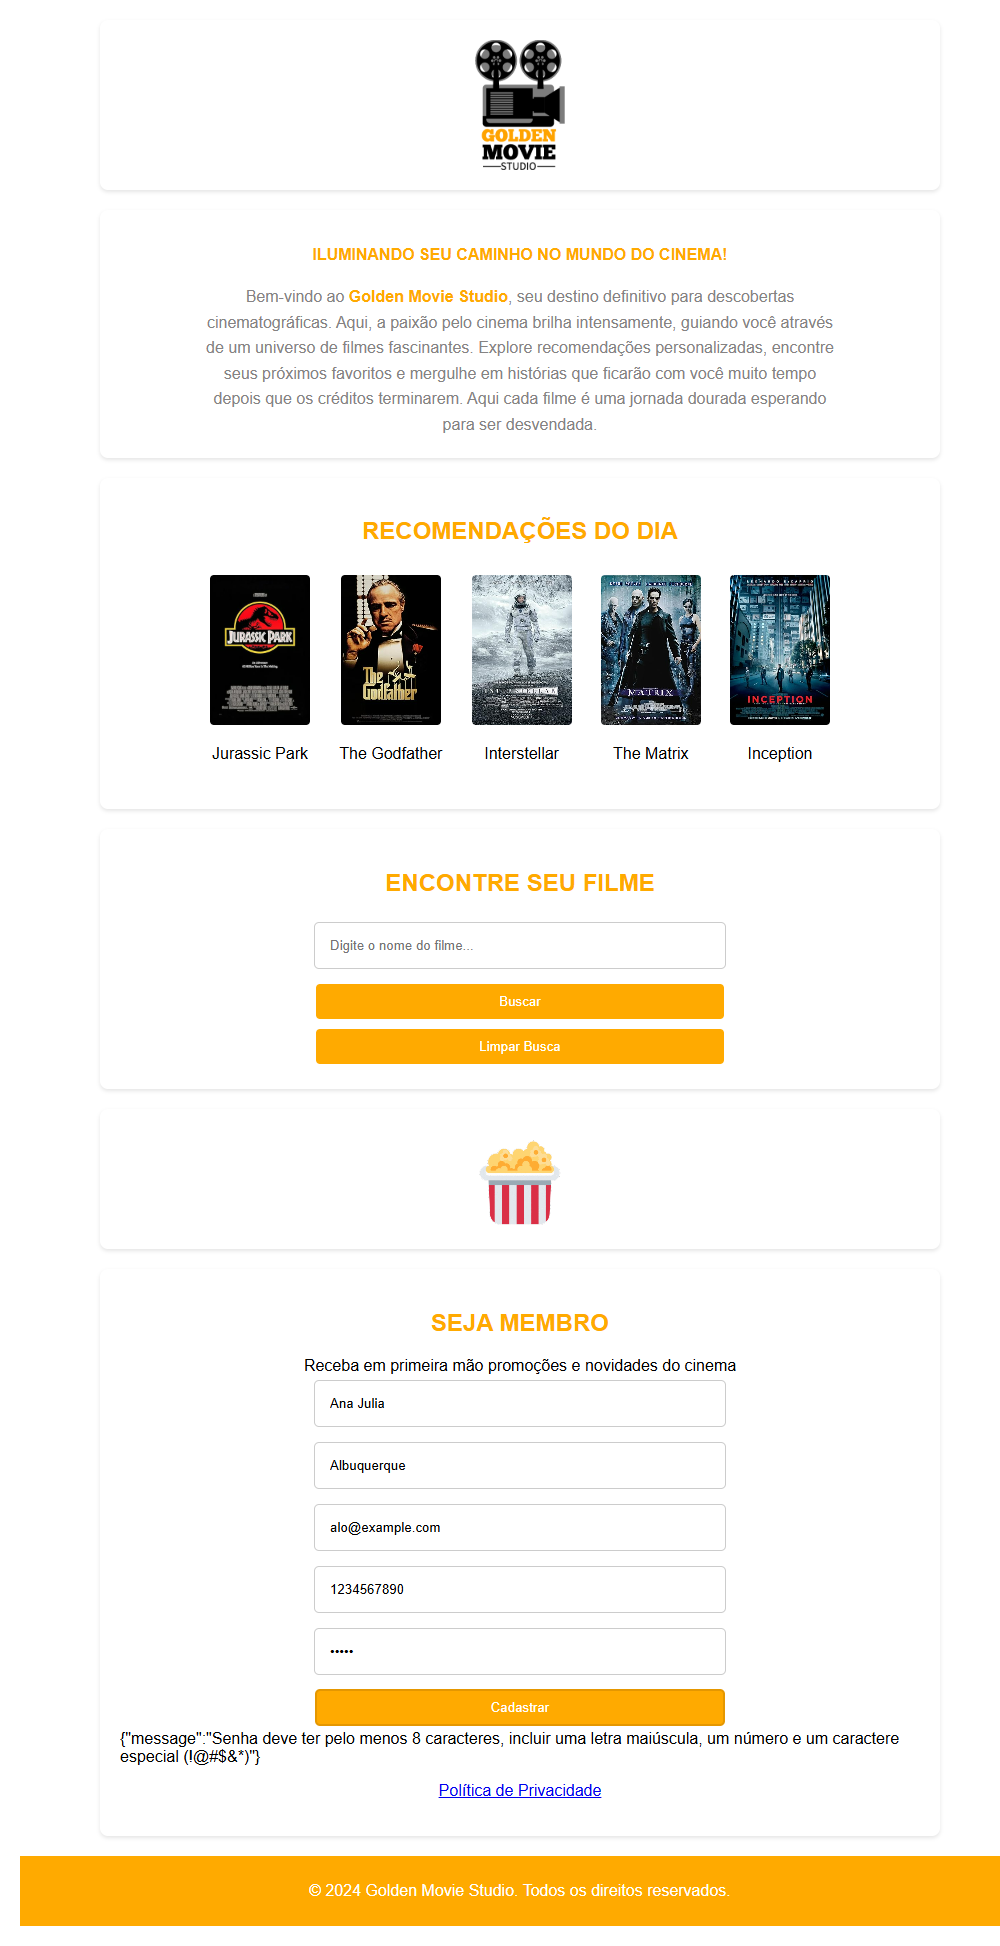 GOLDEN
MOVIE
STUDIO
ILUMINANDO SEU CAMINHO NO MUNDO DO CINEMA!
Bem-vindo ao Golden Movie Studio, seu destino definitivo para descobertas
cinematográficas. Aqui, a paixão pelo cinema brilha intensamente, guiando você através
de um universo de filmes fascinantes. Explore recomendações personalizadas, encontre
seus próximos favoritos e mergulhe em histórias que ficarão com você muito tempo
depois que os créditos terminarem. Aqui cada filme é uma jornada dourada esperando
para ser desvendada.
RECOMENDAÇÕES DO DIA
JURASSIC PARK
The
Godfather
INTERSTELLAR
MATRIX
INCEPTION
Jurassic Park
The Godfather
Interstellar
The Matrix
Inception
ENCONTRE SEU FILME
Digite o nome do filme...
Buscar
Limpar Busca
SEJA MEMBRO
Receba em primeira mão promoções e novidades do cinema
Ana Julia
Albuquerque
alo@example.com
1234567890
•••••
Cadastrar
{"message":"Senha deve ter pelo menos 8 caracteres, incluir uma letra maiúscula, um número e um caractere
especial (!@#$&*)"}
Política de Privacidade
© 2024 Golden Movie Studio. Todos os direitos reservados.